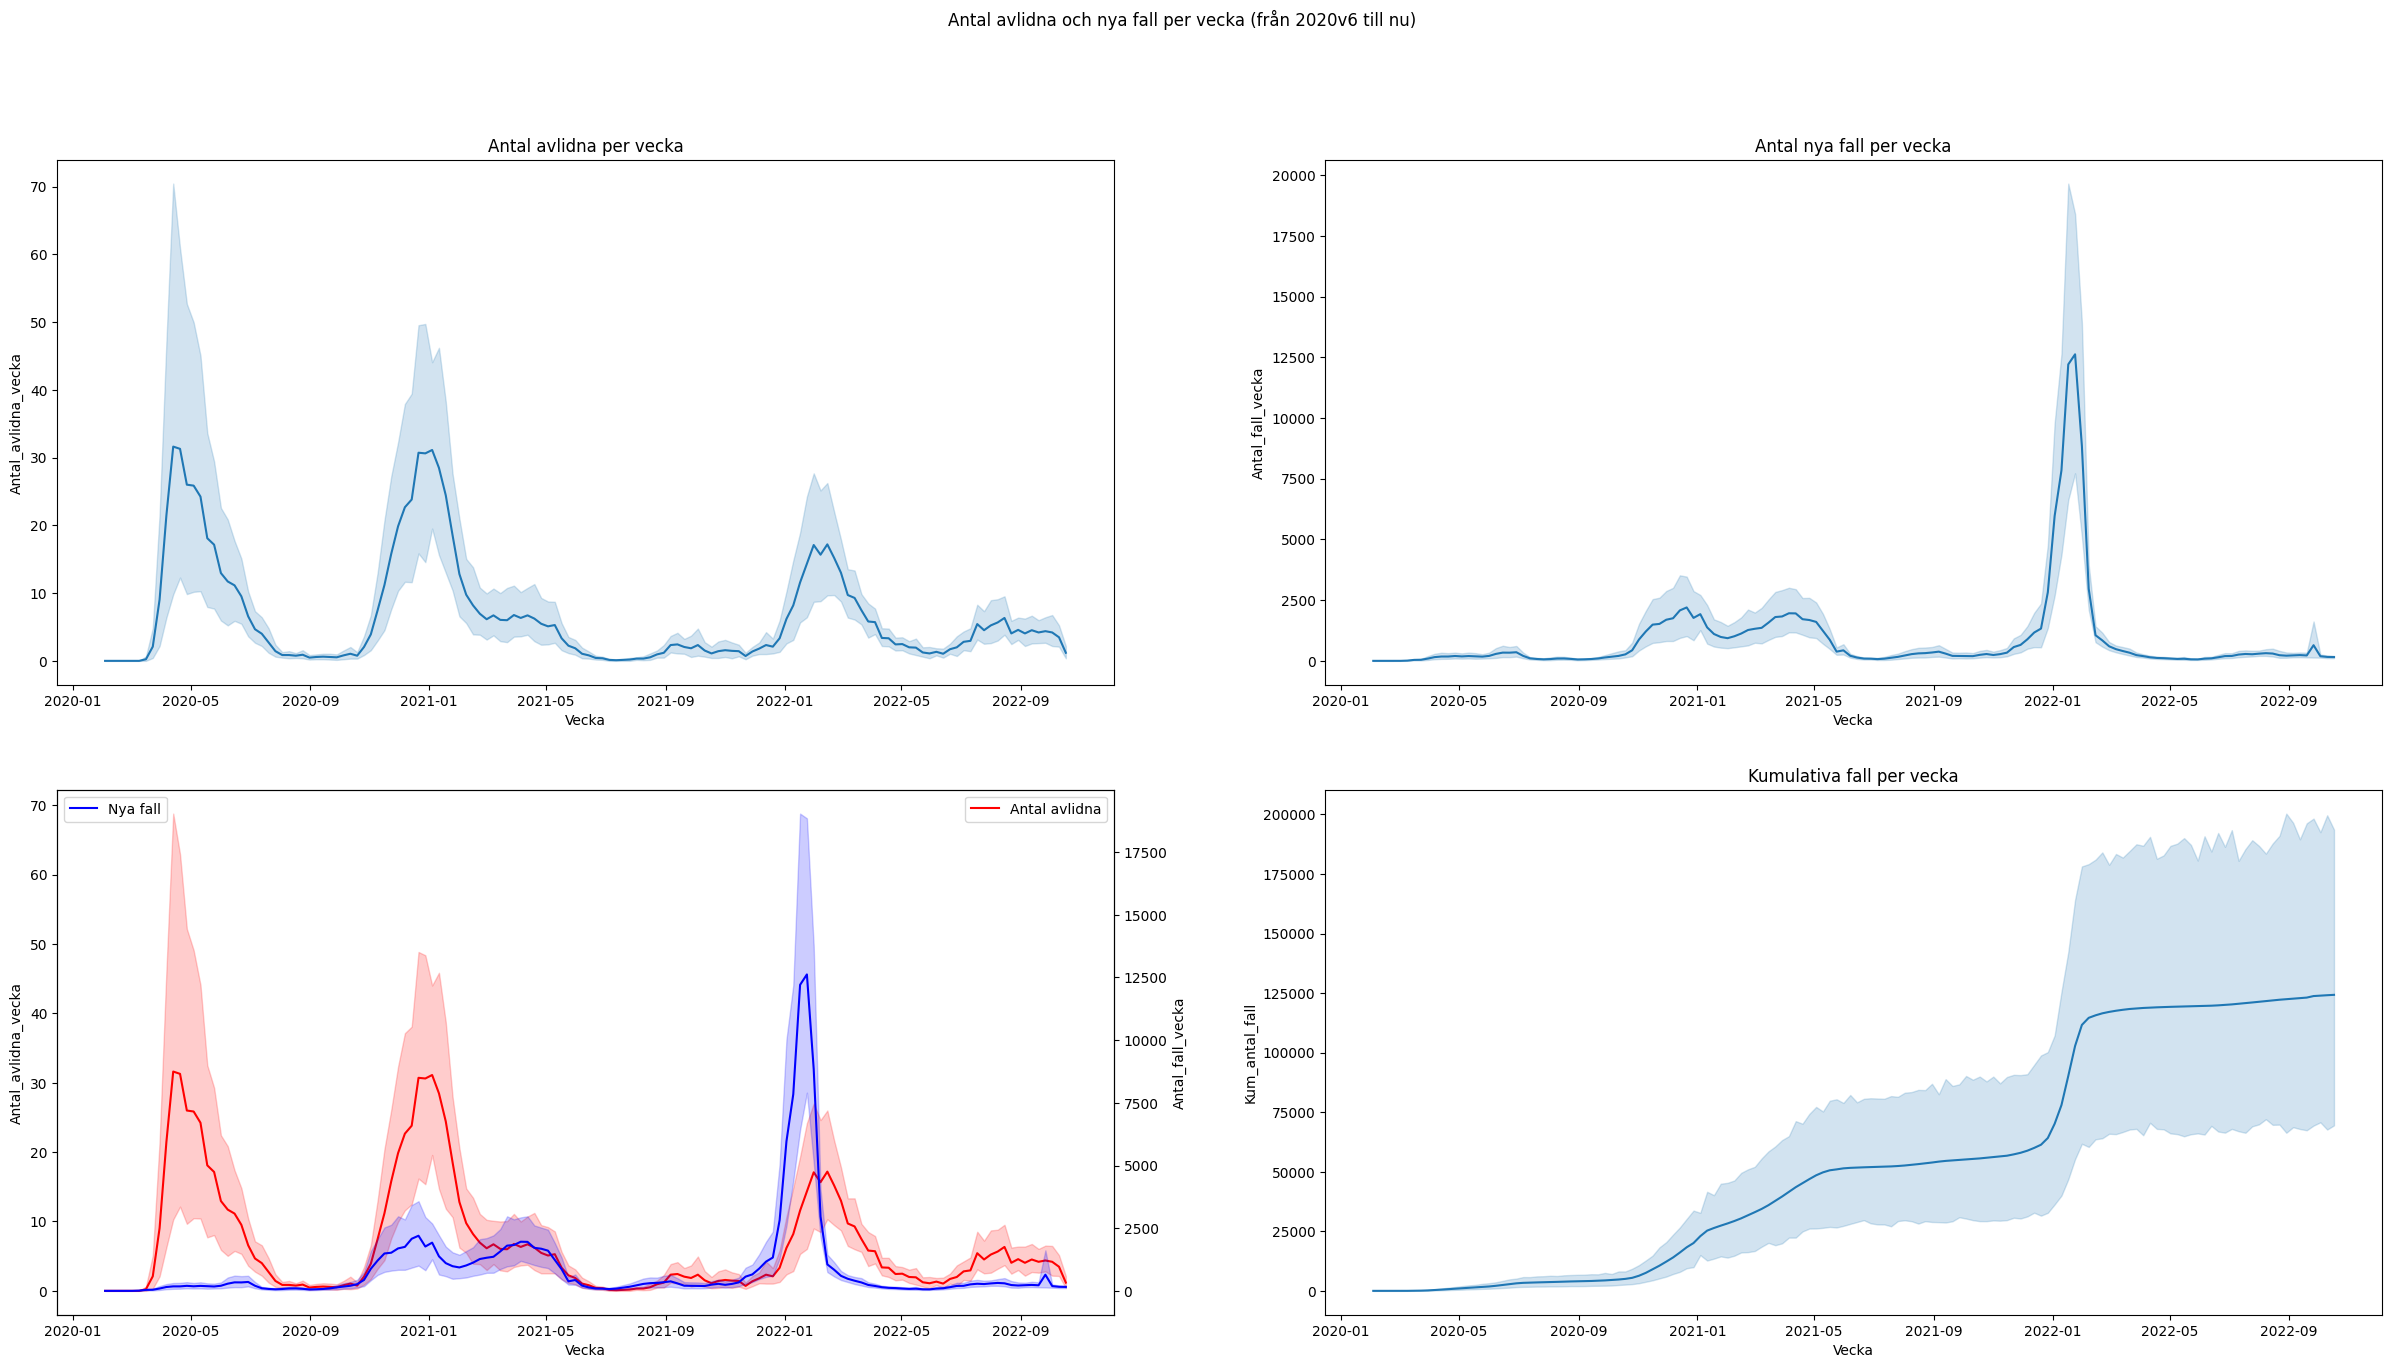 Antal avlidna och nya fall per vecka (från 2020v6 till nu)
Antal avlidna per vecka
70
60
50
40
30
20
10
0
Antal_avlidna_vecka
2020-01 2020-05 2020-09 2021-01 2021-05 2021-09 2022-01 2022-05 2022-09
Vecka
Antal nya fall per vecka
20000
17500
15000
12500
10000
7500
5000
2500
0
Antal_fall_vecka
2020-01 2020-05 2020-09 2021-01 2021-05 2021-09 2022-01 2022-05 2022-09
Vecka
Nya fall
Antal avlidna
70
60
50
40
30
20
10
0
Antal_avlidna_vecka
17500
15000
12500
10000
7500
5000
2500
0
Antal_fall_vecka
2020-01 2020-05 2020-09 2021-01 2021-05 2021-09 2022-01 2022-05 2022-09
Vecka
Kumulativa fall per vecka
200000
175000
150000
125000
100000
75000
50000
25000
0
Kum_antal_fall
2020-01 2020-05 2020-09 2021-01 2021-05 2021-09 2022-01 2022-05 2022-09
Vecka